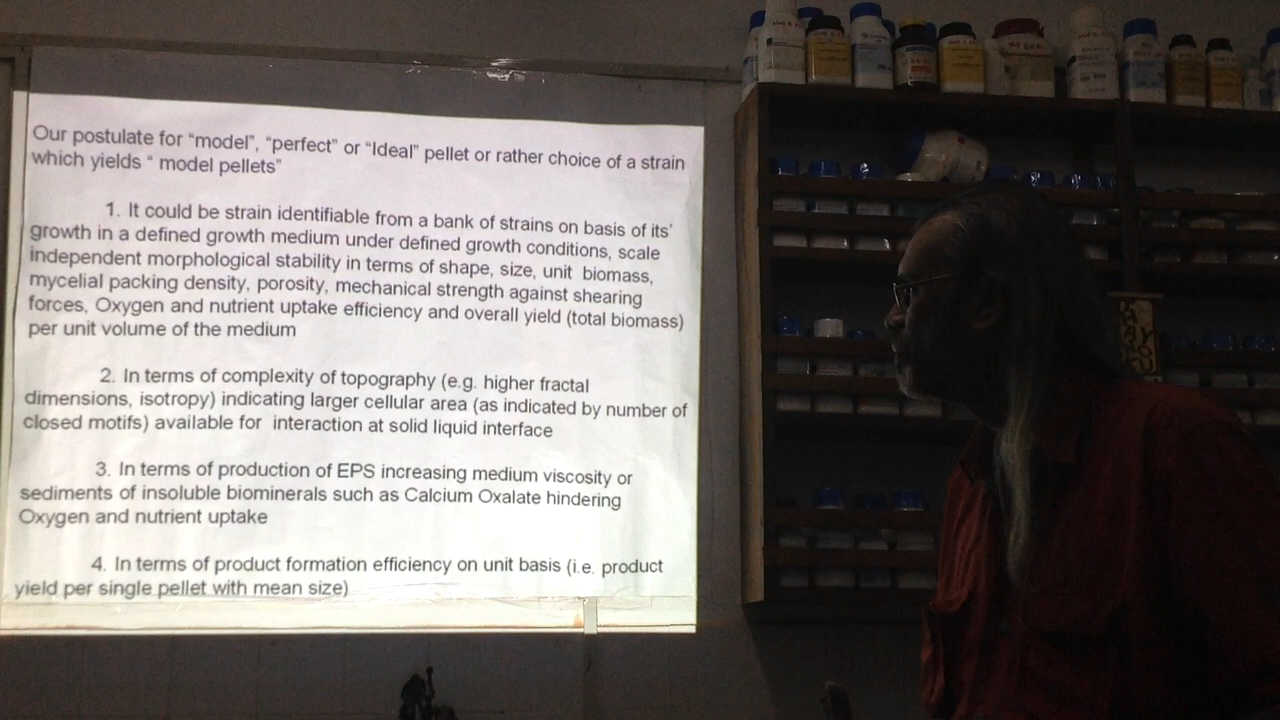 Our postulate for “model”, “perfect” or “Ideal” pellet or rather choice of a strain
which yields “ model pellets”
1. It could be strain identifiable from a bank of strains on basis of its’
growth in a defined growth medium under defined growth conditions, scale
independent morphological stability in terms of shape, size, unit biomass,
mycelial packing density, porosity, mechanical strength against shearing
forces, Oxygen and nutrient uptake efficiency and overall yield (total biomass)
per unit volume of the medium
2. In terms of complexity of topography (e.g. higher fractal
dimensions, isotropy) indicating larger cellular area (as indicated by number of
closed motifs) available for interaction at solid liquid interface
3. In terms of production of EPS increasing medium viscosity or
sediments of insoluble biominerals such as Calcium Oxalate hindering
Oxygen and nutrient uptake
4. In terms of product formation efficiency on unit basis (i.e. product
yield per single pellet with mean size)